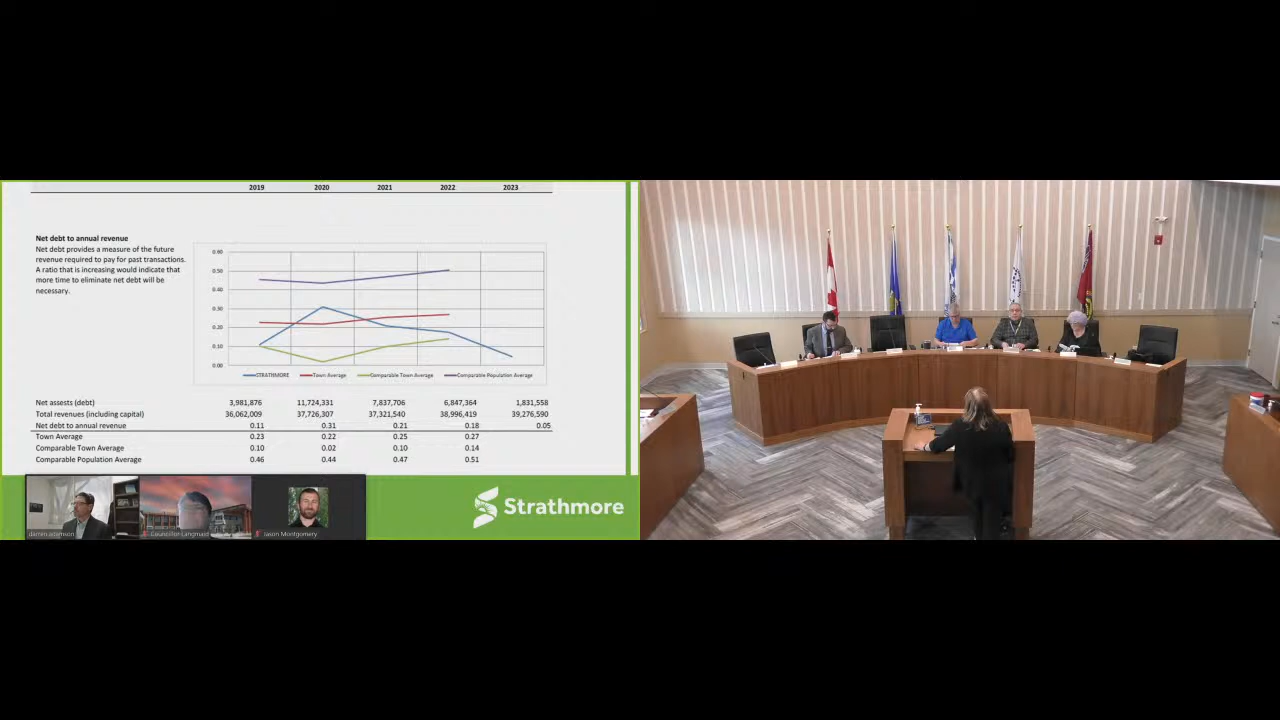 2019 2020 2021 2022 2023
Net debt to annual revenue
Net debt provides a measure of the future
revenue required to pay for past transactions.
A ratio that is increasing would indicate that
more time to eliminate net debt will be
necessary.
0.60
0.50
0.40
0.30
0.20
0.10
0.00
STRATHMORE Town Average Comparable Town Average Comparable Population Average
Net assests (debt) 3,981,876 11,724,331 7,837,706 6,847,364 1,831,558
Total revenues (including capital) 36,062,009 37,726,307 37,321,540 38,996,419 39,276,590
Net debt to annual revenue 0.11 0.31 0.21 0.18 0.05
Town Average 0.23 0.22 0.25 0.27
Comparable Town Average 0.10 0.02 0.10 0.14
Comparable Population Average 0.46 0.44 0.47 0.51
Councillor Langmaid
Jason Montgomery
Strathmore